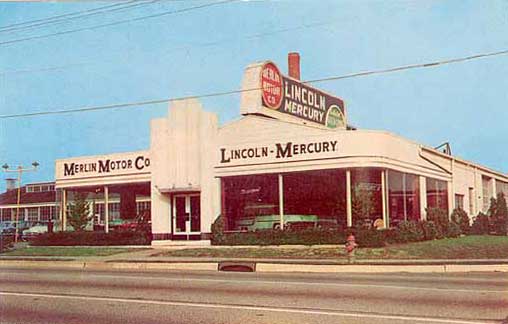 MERLIN
MOTOR
CO.
LINCOLN
MERCURY
MERLIN MOTOR CO
LINCOLN-MERCURY